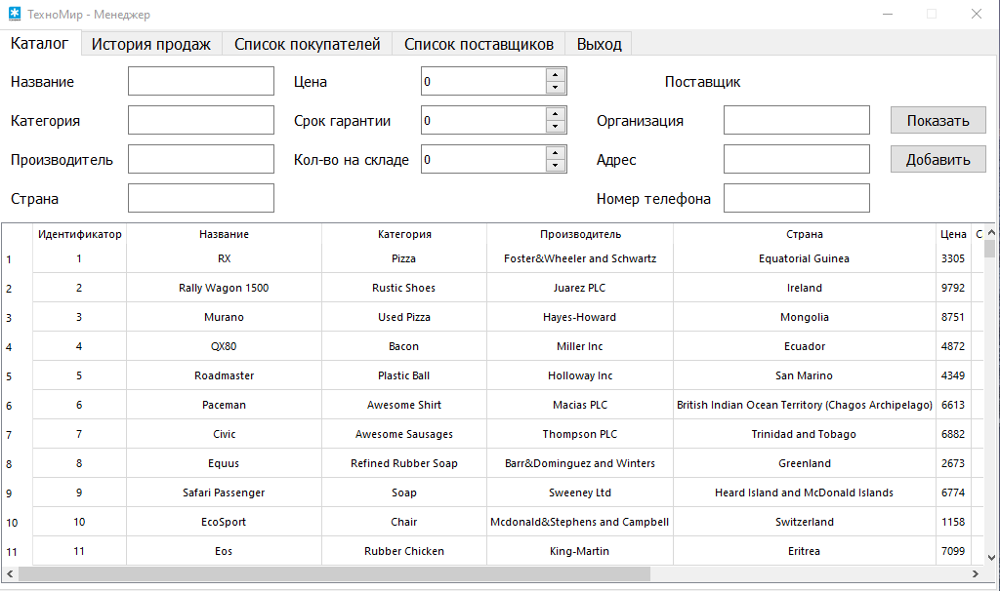 ТехноМир - Менеджер
Каталог История продаж Список покупателей Список поставщиков Выход
Название Цена 0 Поставщик
Категория Срок гарантии 0 Организация Показать
Производитель Кол-во на складе 0 Адрес Добавить
Страна Номер телефона
Идентификатор Название Категория Производитель Страна Цена С
1 1 RX Pizza Foster&Wheeler and Schwartz Equatorial Guinea 3305
2 2 Rally Wagon 1500 Rustic Shoes Juarez PLC Ireland 9792
3 3 Murano Used Pizza Hayes-Howard Mongolia 8751
4 4 QX80 Bacon Miller Inc Ecuador 4872
5 5 Roadmaster Plastic Ball Holloway Inc San Marino 4349
6 6 Paceman Awesome Shirt Macias PLC British Indian Ocean Territory (Chagos Archipelago) 6613
7 7 Civic Awesome Sausages Thompson PLC Trinidad and Tobago 6882
8 8 Equus Refined Rubber Soap Barr&Dominguez and Winters Greenland 2673
9 9 Safari Passenger Soap Sweeney Ltd Heard Island and McDonald Islands 6774
10 10 EcoSport Chair Mcdonald&Stephens and Campbell Switzerland 1158
11 11 Eos Rubber Chicken King-Martin Eritrea 7099